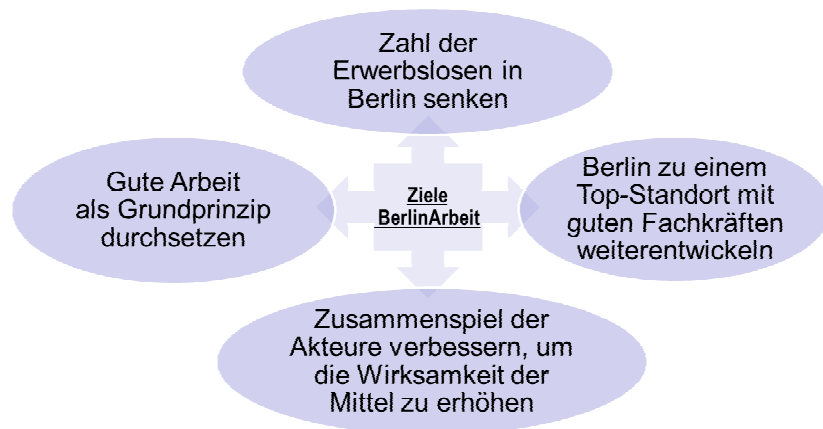 Zahl der
Erwerbslosen in
Berlin senken
Gute Arbeit
als Grundprinzip
durchsetzen
Ziele
BerlinArbeit
Berlin zu einem
Top-Standort mit
guten Fachkräften
weiterentwickeln
Zusammenspiel der
Akteure verbessern, um
die Wirksamkeit der
Mittel zu erhöhen